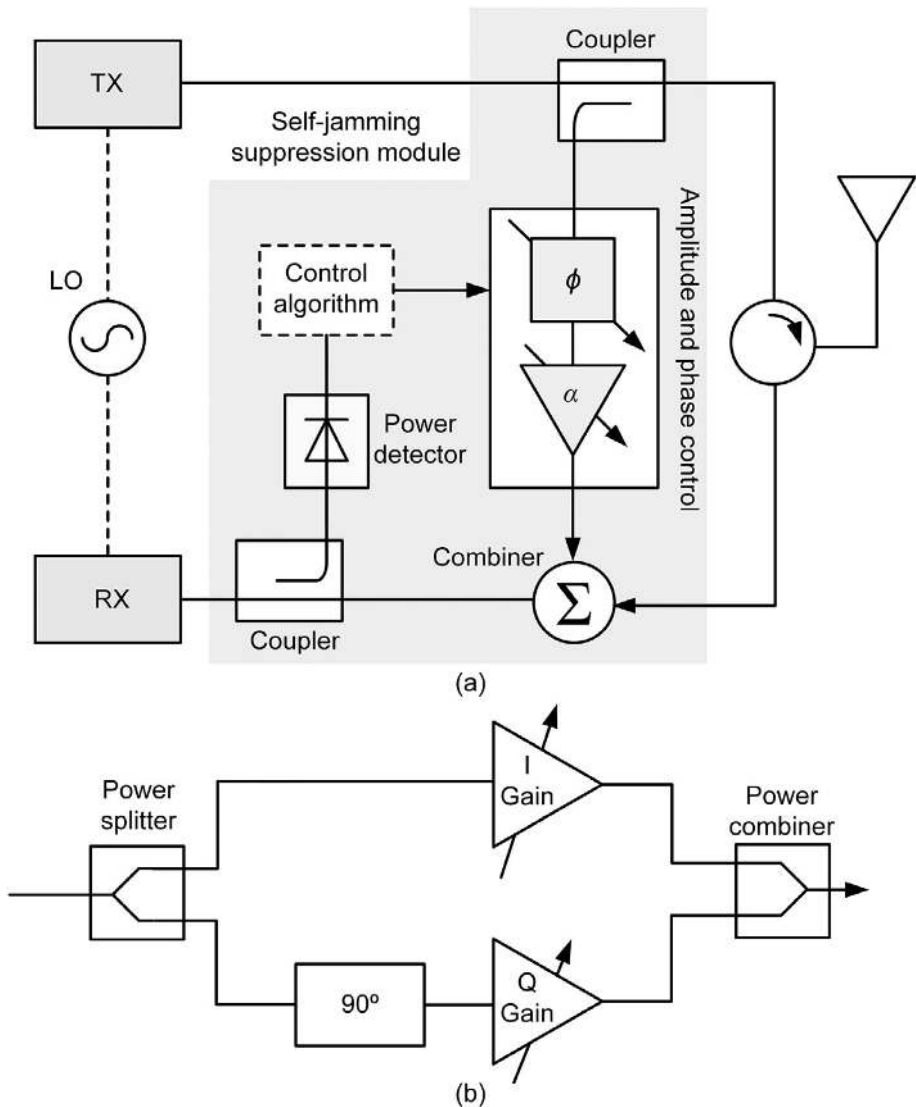 Coupler
TX
Self-jamming
suppression module
Amplitude and phase control
Control
algorithm
ϕ
LO
α
Power
detector
Combiner
RX
Σ
Coupler
(a)
I
Gain
Power
splitter
Power
combiner
Q
Gain
90º
(b)